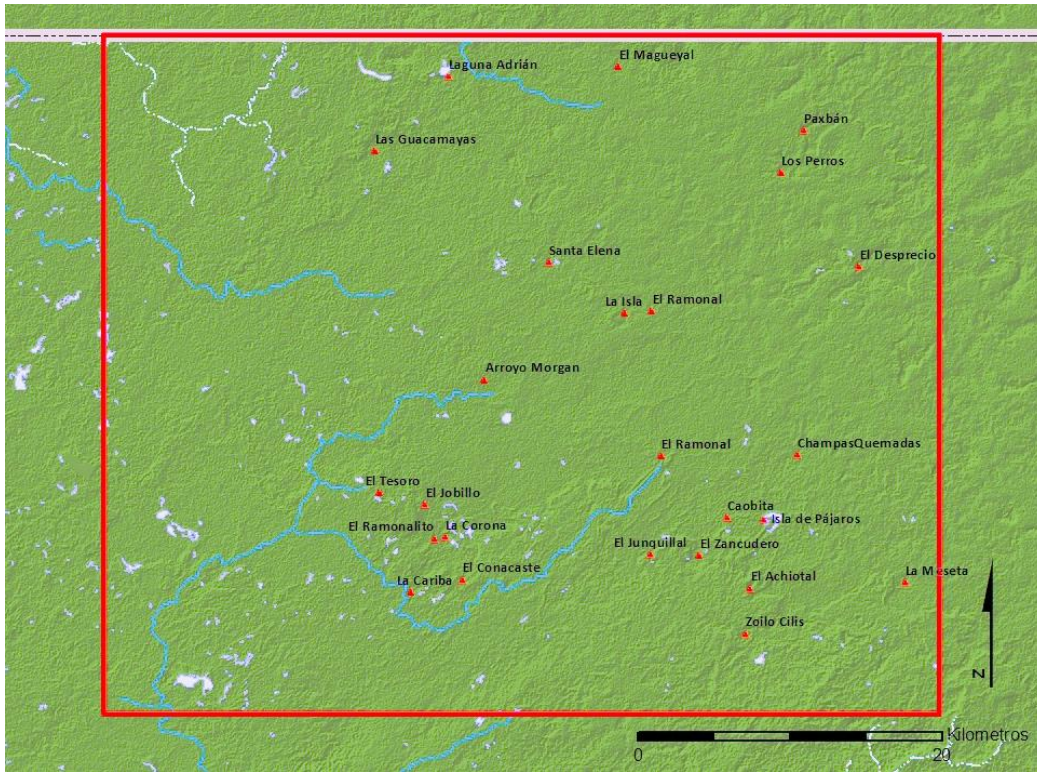 El Magueyal
Laguna Adrián
Paxbán
Las Guacamayas
Los Perros
Santa Elena
El Desprecio
La Isla
El Ramonal
Arroyo Morgan
El Ramonal
ChampasQuemadas
El Tesoro
El Jobillo
Caobita
El Ramonalito
La Corona
Isla de Pájaros
El Junquillal
El Zancudero
El Conacaste
La Cariba
El Achiotal
La Meseta
Zoilo Cilis
N
Kilometros
0
20